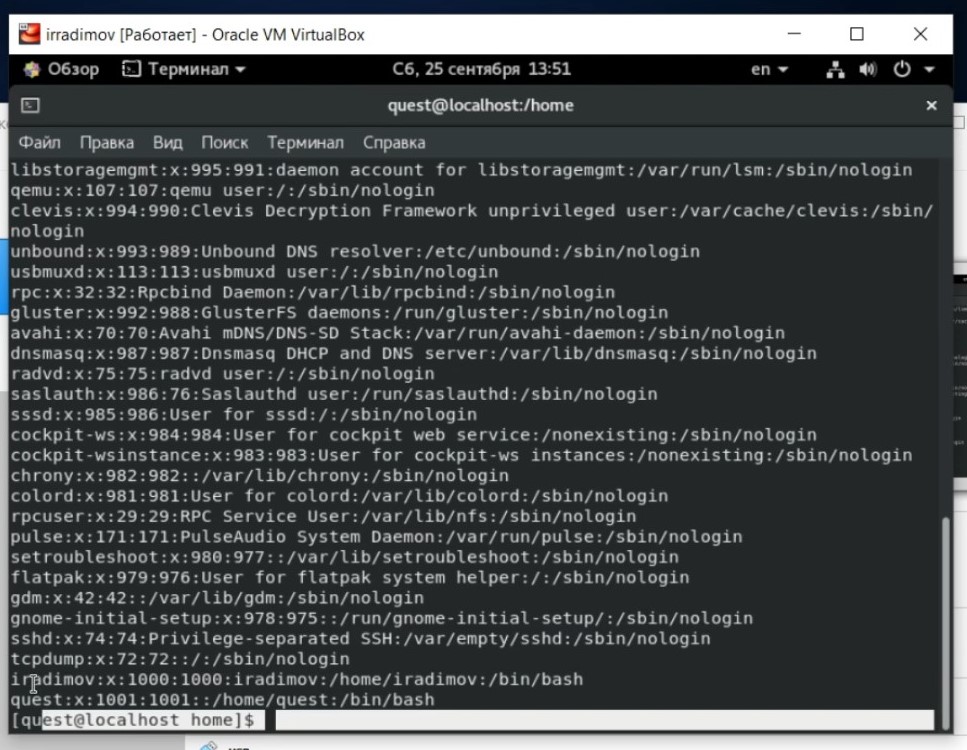 irradimov [Работает] - Oracle VM VirtualBox
Обзор Терминал Сб, 25 сентября 13:51 en
quest@localhost:/home
Файл Правка Вид Поиск Терминал Справка
libstoragemgmt:x:995:991:daemon account for libstoragemgmt:/var/run/lsm:/sbin/nologin
qemu:x:107:107:qemu user:/:/sbin/nologin
clevis:x:994:990:Clevis Decryption Framework unprivileged user:/var/cache/clevis:/sbin/
nologin
unbound:x:993:989:Unbound DNS resolver:/etc/unbound:/sbin/nologin
usbmuxd:x:113:113:usbmuxd user:/:/sbin/nologin
rpc:x:32:32:Rpcbind Daemon:/var/lib/rpcbind:/sbin/nologin
gluster:x:992:988:GlusterFS daemons:/run/gluster:/sbin/nologin
avahi:x:70:70:Avahi mDNS/DNS-SD Stack:/var/run/avahi-daemon:/sbin/nologin
dnsmasq:x:987:987:Dnsmasq DHCP and DNS server:/var/lib/dnsmasq:/sbin/nologin
radvd:x:75:75:radvd user:/:/sbin/nologin
saslauth:x:986:76:Saslauthd user:/run/saslauthd:/sbin/nologin
sssd:x:985:986:User for sssd:/:/sbin/nologin
cockpit-ws:x:984:984:User for cockpit web service:/nonexisting:/sbin/nologin
cockpit-wsinstance:x:983:983:User for cockpit-ws instances:/nonexisting:/sbin/nologin
chrony:x:982:982::/var/lib/chrony:/sbin/nologin
colord:x:981:981:User for colord:/var/lib/colord:/sbin/nologin
rpcuser:x:29:29:RPC Service User:/var/lib/nfs:/sbin/nologin
pulse:x:171:171:PulseAudio System Daemon:/var/run/pulse:/sbin/nologin
setroubleshoot:x:980:977::/var/lib/setroubleshoot:/sbin/nologin
flatpak:x:979:976:User for flatpak system helper:/:/sbin/nologin
gdm:x:42:42::/var/lib/gdm:/sbin/nologin
gnome-initial-setup:x:978:975::/run/gnome-initial-setup/:/sbin/nologin
sshd:x:74:74:Privilege-separated SSH:/var/empty/sshd:/sbin/nologin
tcpdump:x:72:72::/:/sbin/nologin
iradimov:x:1000:1000:iradimov:/home/iradimov:/bin/bash
quest:x:1001:1001::/home/quest:/bin/bash
[quest@localhost home]$